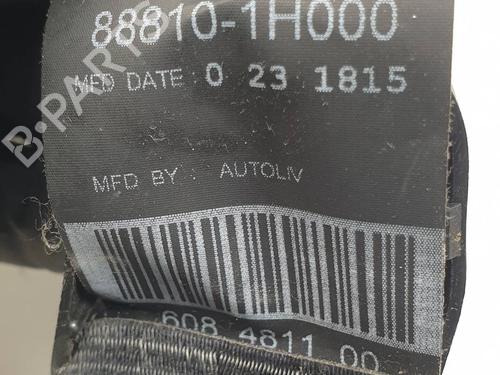 88810-1H000
MFD DATE : 0 23 1815
MFD BY : AUTOLIV
608 4811 00
B-PARTS